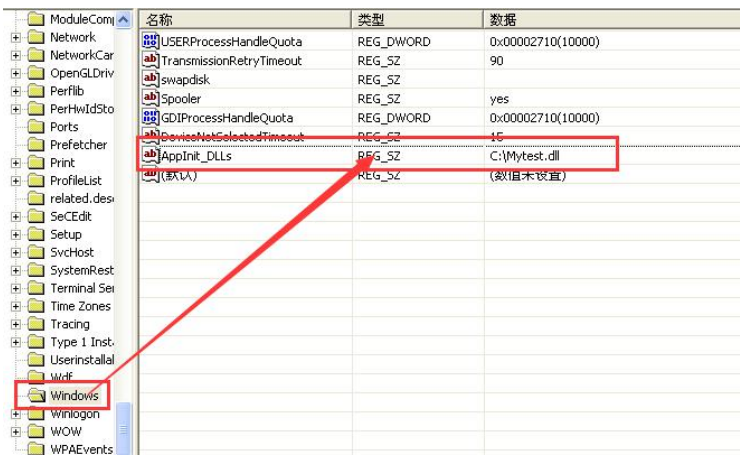 ModuleComp
Network
NetworkCar
OpenGLDriv
Perflib
PerHwIdSto
Ports
Prefetcher
Print
ProfileList
related.desc
SeCEdit
Setup
SvcHost
SystemRest
Terminal Ser
Time Zones
Tracing
Type 1 Inst
Userinstallal
Wdf
Windows
Winlogon
WOW
WPAEvents
名称 类型 数据
USERProcessHandleQuota REG_DWORD 0x00002710(10000)
TransmissionRetryTimeout REG_SZ 90
swapdisk REG_SZ
Spooler REG_SZ yes
GDIProcessHandleQuota REG_DWORD 0x00002710(10000)
DeviceNotSelectedTimeout REG_SZ 15
AppInit_DLLs REG_SZ C:\Mytest.dll
(默认) REG_SZ (数值未设置)